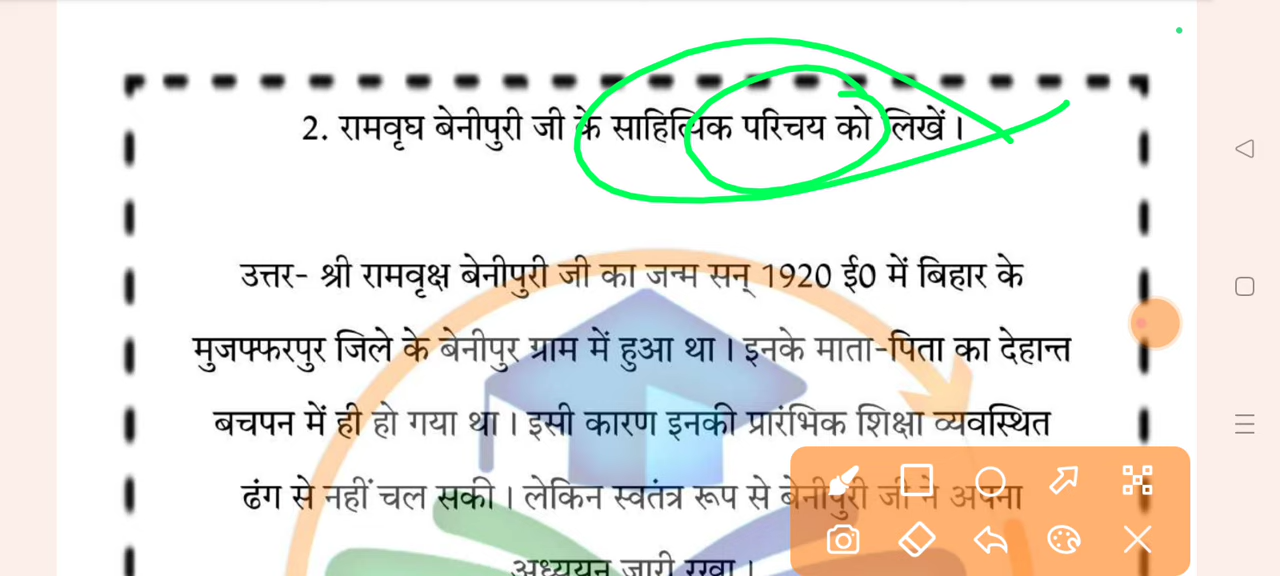 2. रामवृघ बेनीपुरी जी के साहित्यिक परिचय को लिखें ।
उत्तर- श्री रामवृक्ष बेनीपुरी जी का जन्म सन् 1920 ई0 में बिहार के
मुजफ्फरपुर जिले के बेनीपुर ग्राम में हुआ था । इनके माता-पिता का देहान्त
बचपन में ही हो गया था । इसी कारण इनकी प्रारंभिक शिक्षा व्यवस्थित
ढंग से नहीं चल सकी । लेकिन स्वतंत्र रूप से बेनीपुरी जी ने अपना
अध्ययन जारी रखा ।